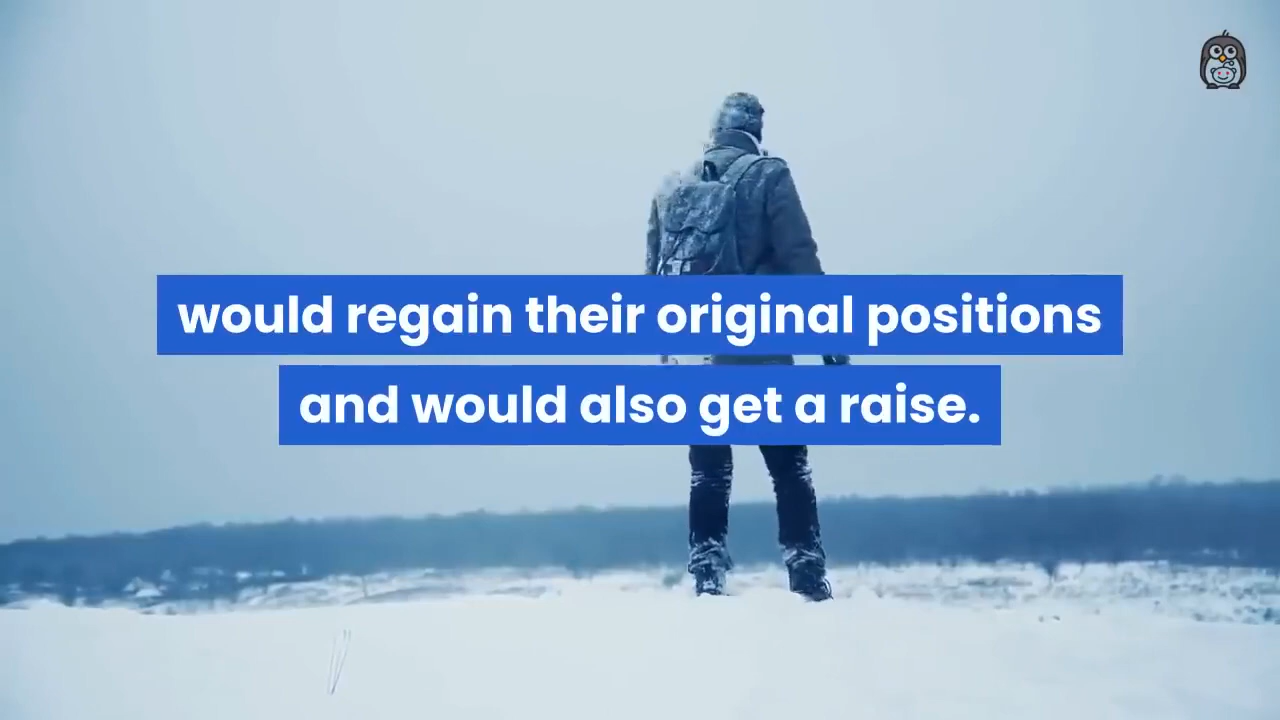 would regain their original positions
and would also get a raise.